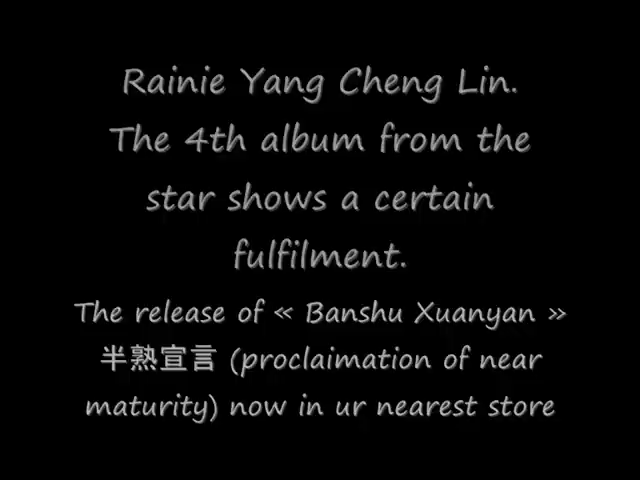 Rainie Yang Cheng Lin.
The 4th album from the
star shows a certain
fulfilment.
The release of « Banshu Xuanyan »
半熟宣言 (proclaimation of near
maturity) now in ur nearest store